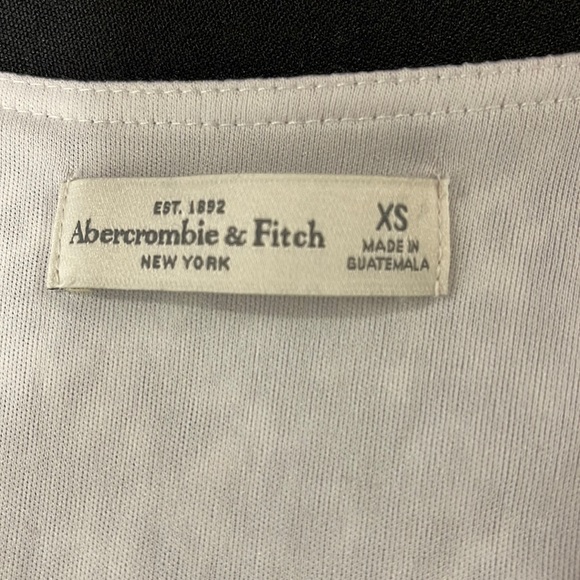 EST. 1892
Abercrombie & Fitch
NEW YORK
XS
MADE IN
GUATEMALA